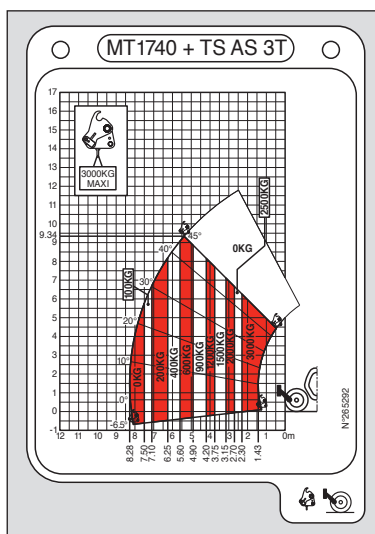 MT1740 + TS AS 3T
17
16
15
14
13
12
11
10
9.34
9
8
7
6
5
4
3
2
1
0
-1
3000KG
MAXI
2500KG
0KG
45°
40°
30°
20°
10°
0°
-6.5°
100KG
0KG
200KG
400KG
600KG
900KG
1200KG
1500KG
2000KG
3000KG
12 11 10 9 8 7 6 5 4 3 2 1 0m
8.28 7.50 7.10 6.25 5.60 4.90 4.20 3.75 3.15 2.70 2.30 1.43
N°265292